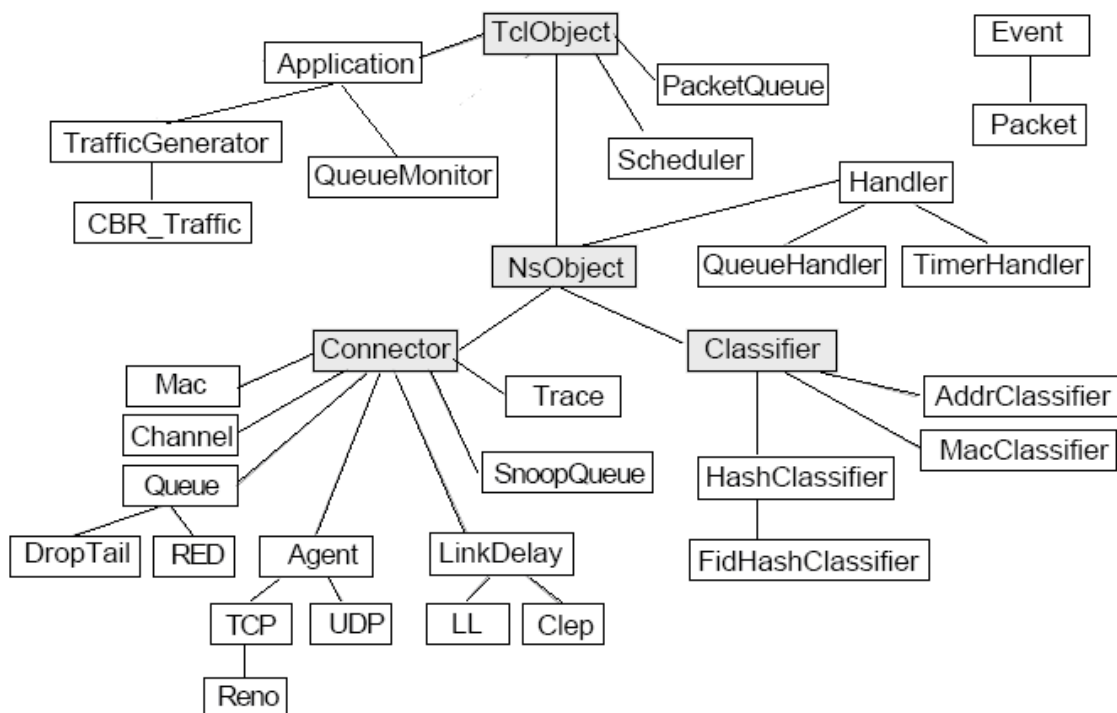 TclObject
Event
Application
PacketQueue
Packet
TrafficGenerator
Scheduler
QueueMonitor
Handler
CBR_Traffic
NsObject
QueueHandler
TimerHandler
Connector
Classifier
Mac
Trace
AddrClassifier
Channel
MacClassifier
Queue
SnoopQueue
HashClassifier
DropTail
RED
Agent
LinkDelay
FidHashClassifier
TCP
UDP
LL
Clep
Reno